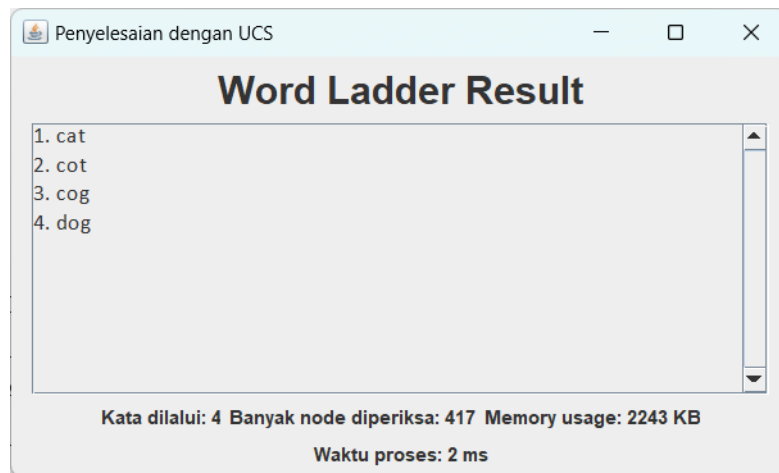 Penyelesaian dengan UCS
Word Ladder Result
1. cat
2. cot
3. cog
4. dog
Kata dilalui: 4 Banyak node diperiksa: 417 Memory usage: 2243 KB
Waktu proses: 2 ms